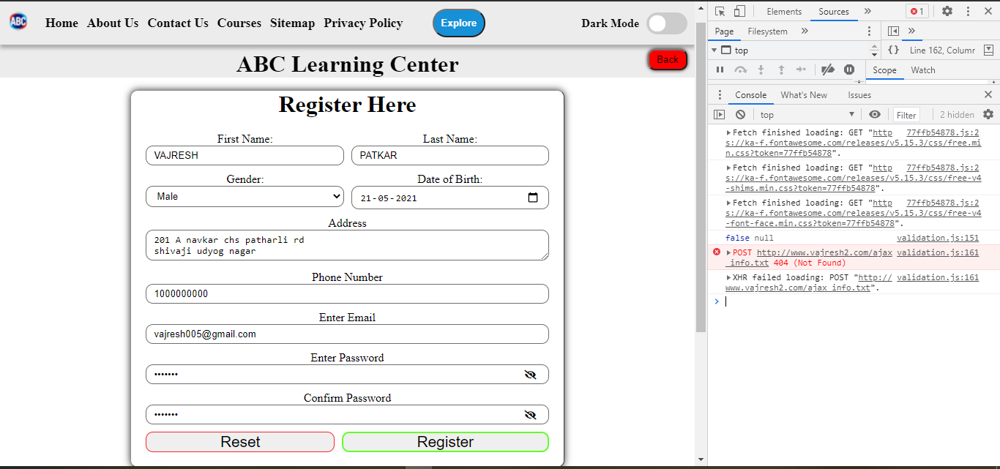 ABC
Home About Us Contact Us Courses Sitemap Privacy Policy Explore Dark Mode
ABC Learning Center
Back
Register Here
First Name: Last Name:
VAJRESH PATKAR
Gender: Date of Birth:
Male 21-05-2021
Address
201 A navkar chs patharli rd
shivaji udyog nagar
Phone Number
1000000000
Enter Email
vajresh005@gmail.com
Enter Password
•••••••
Confirm Password
•••••••
Reset Register
Elements Sources » 1
Page Filesystem » »
top {} Line 162, Columr
Scope Watch
Console What's New Issues
top Filter 2 hidden
Fetch finished loading: GET "http 77ffb54878.js:2
s://ka-f.fontawesome.com/releases/v5.15.3/css/free.mi
n.css?token=77ffb54878".
Fetch finished loading: GET "http 77ffb54878.js:2
s://ka-f.fontawesome.com/releases/v5.15.3/css/free-v4
-shims.min.css?token=77ffb54878".
Fetch finished loading: GET "http 77ffb54878.js:2
s://ka-f.fontawesome.com/releases/v5.15.3/css/free-v4
-font-face.min.css?token=77ffb54878".
false null validation.js:151
POST http://www.vajresh2.com/ajax validation.js:161
_info.txt 404 (Not Found)
XHR failed loading: POST "http:// validation.js:161
www.vajresh2.com/ajax_info.txt".